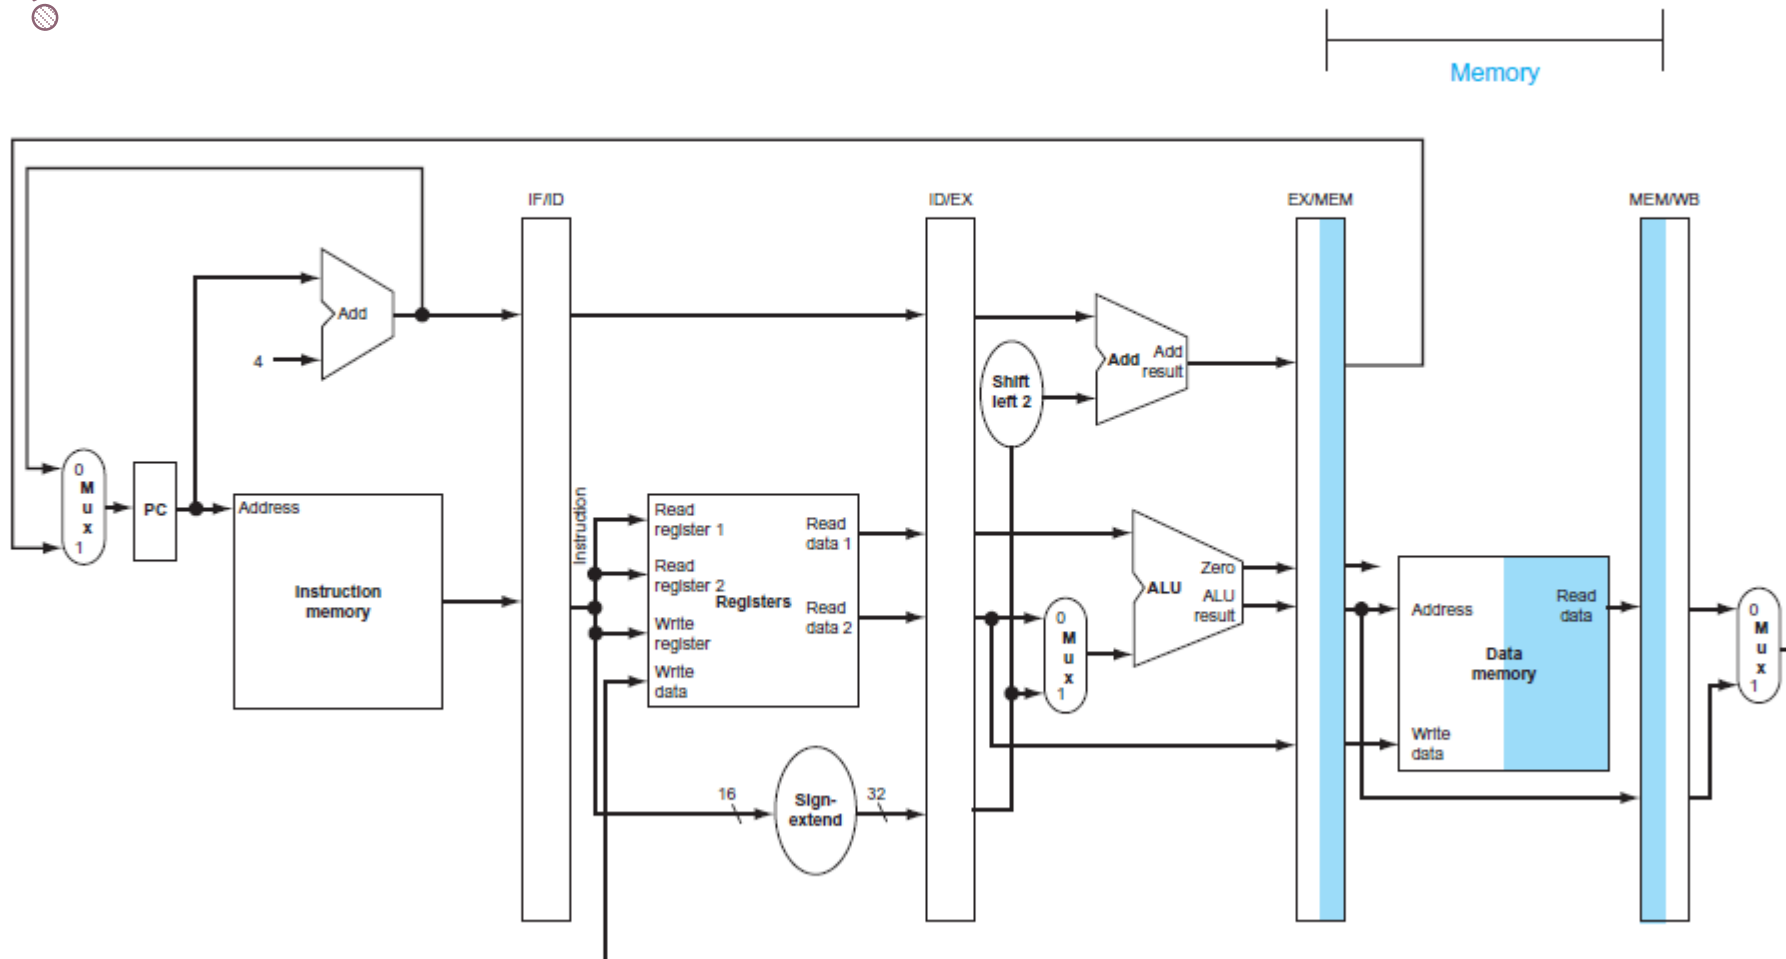 Memory
IF/ID
ID/EX
EX/MEM
MEM/WB
Add
4
Add
Add
result
Shift
left 2
0
M
u
x
1
PC
Address
Instruction
memory
Instruction
Read
register 1
Read
register 2
Write
register
Write
data
Registers
Read
data 1
Read
data 2
16
Sign-
extend
32
0
M
u
x
1
ALU
Zero
ALU
result
Address
Write
data
Data
memory
Read
data
0
M
u
x
1